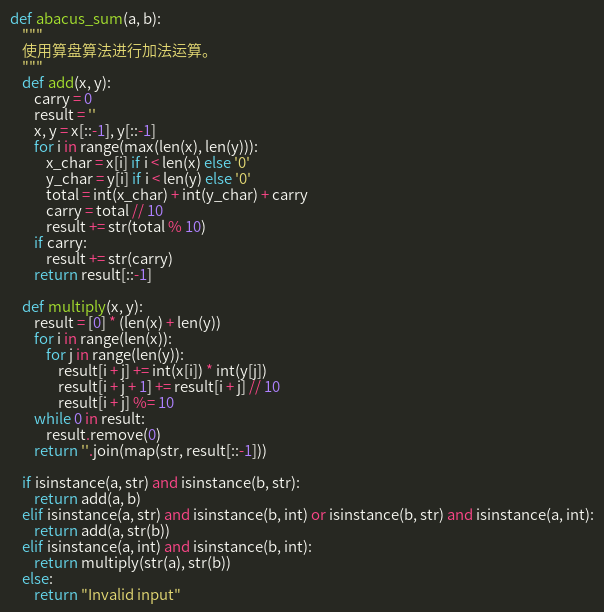 def abacus_sum(a, b):
    """
    使用算盘算法进行加法运算。
    """
    def add(x, y):
        carry = 0
        result = ''
        x, y = x[::-1], y[::-1]
        for i in range(max(len(x), len(y))):
            x_char = x[i] if i < len(x) else '0'
            y_char = y[i] if i < len(y) else '0'
            total = int(x_char) + int(y_char) + carry
            carry = total // 10
            result += str(total % 10)
        if carry:
            result += str(carry)
        return result[::-1]

    def multiply(x, y):
        result = [0] * (len(x) + len(y))
        for i in range(len(x)):
            for j in range(len(y)):
                result[i + j] += int(x[i]) * int(y[j])
                result[i + j + 1] += result[i + j] // 10
                result[i + j] %= 10
        while 0 in result:
            result.remove(0)
        return ''.join(map(str, result[::-1]))

    if isinstance(a, str) and isinstance(b, str):
        return add(a, b)
    elif isinstance(a, str) and isinstance(b, int) or isinstance(b, str) and isinstance(a, int):
        return add(a, str(b))
    elif isinstance(a, int) and isinstance(b, int):
        return multiply(str(a), str(b))
    else:
        return "Invalid input"